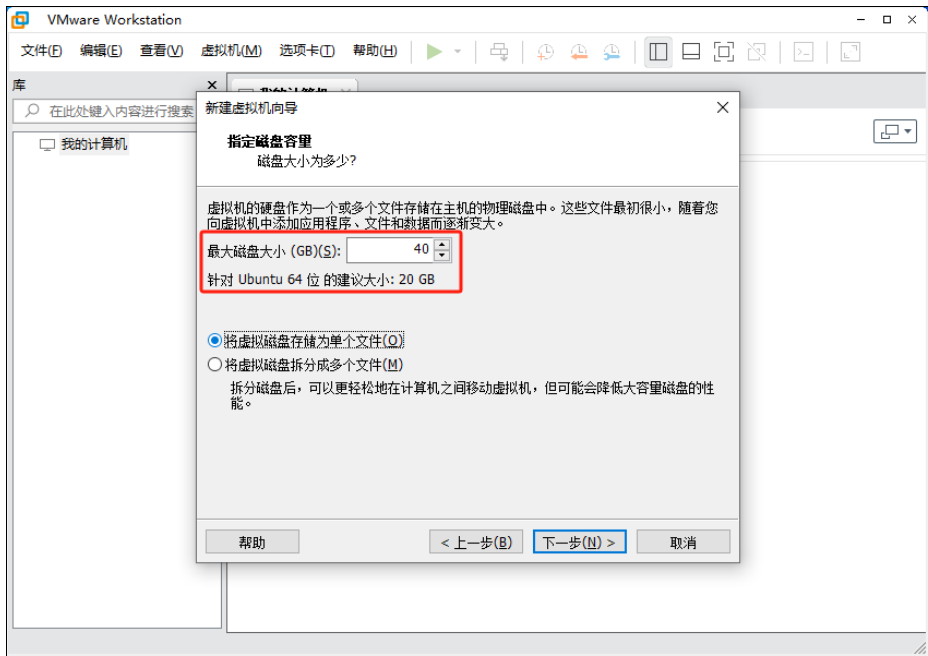 VMware Workstation
文件(F) 编辑(E) 查看(V) 虚拟机(M) 选项卡(T) 帮助(H)
库
在此处键入内容进行搜索
我的计算机
我的计算机
新建虚拟机向导
指定磁盘容量
磁盘大小为多少?
虚拟机的硬盘作为一个或多个文件存储在主机的物理磁盘中。这些文件最初很小，随着您
向虚拟机中添加应用程序、文件和数据而逐渐变大。
最大磁盘大小 (GB)(S): 40
针对 Ubuntu 64 位 的建议大小: 20 GB
将虚拟磁盘存储为单个文件(O)
将虚拟磁盘拆分成多个文件(M)
拆分磁盘后，可以更轻松地在计算机之间移动虚拟机，但可能会降低大容量磁盘的性
能。
帮助 < 上一步(B) 下一步(N) > 取消